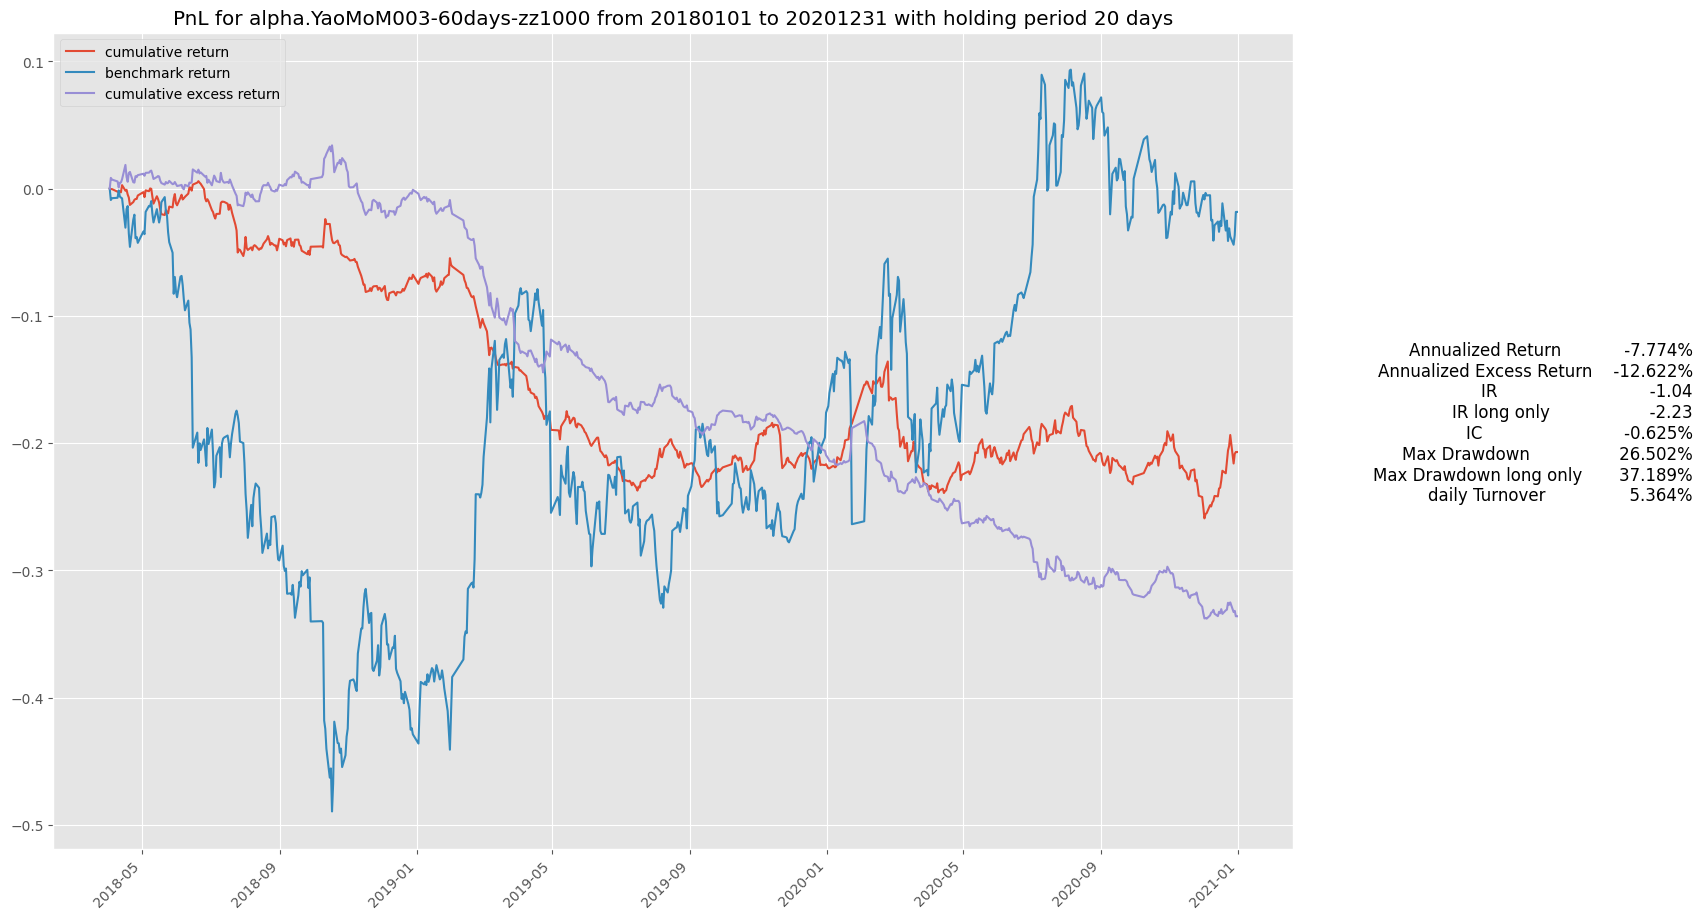 PnL for alpha.YaoMoM003-60days-zz1000 from 20180101 to 20201231 with holding period 20 days
cumulative return
benchmark return
cumulative excess return
0.1
0.0
−0.1
−0.2
−0.3
−0.4
−0.5
2018-05
2018-09
2019-01
2019-05
2019-09
2020-01
2020-05
2020-09
2021-01
Annualized Return -7.774%
Annualized Excess Return -12.622%
IR -1.04
IR long only -2.23
IC -0.625%
Max Drawdown 26.502%
Max Drawdown long only 37.189%
daily Turnover 5.364%